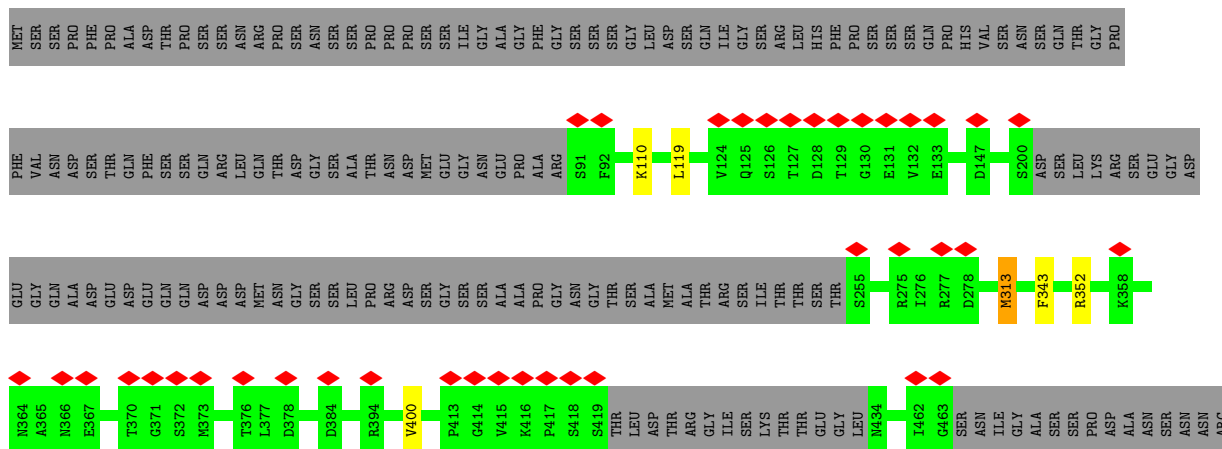 MET SER SER PRO PHE PRO ALA ASP THR PRO SER SER ASN ARG PRO SER ASN SER SER PRO PRO PRO SER SER ILE GLY ALA GLY PHE GLY SER SER SER GLY LEU ASP SER GLN ILE GLY SER ARG LEU HIS PHE PRO SER SER SER GLN PRO HIS VAL SER ASN SER GLN THR GLY PRO
PHE VAL ASN ASP SER THR GLN PHE SER SER GLN ARG LEU GLN THR ASP GLY SER ALA THR ASN ASP MET GLU GLY ASN GLU PRO ALA ARG S91 F92 K110 L119 V124 Q125 S126 T127 D128 T129 G130 E131 V132 E133 D147 S200 ASP SER LEU LYS ARG SER GLU GLY ASP
GLU GLY GLN ALA ASP GLU ASP GLU GLN GLN ASP ASP ASP MET ASN GLY SER SER LEU PRO ARG ASP SER GLY SER SER ALA ALA PRO GLY ASN GLY THR SER ALA MET ALA THR ARG SER ILE THR THR SER THR S255 R275 I276 R277 D278 M313 F343 R352 K358
N364 A365 N366 E367 T370 G371 S372 M373 T376 L377 D378 D384 R394 V400 P413 G414 V415 K416 P417 S418 S419 THR LEU ASP THR ARG GLY ILE SER LYS THR THR GLU GLY LEU N434 I462 G463 SER ASN ILE GLY ALA SER SER PRO ASP ALA ASN SER ASN ASN ARG